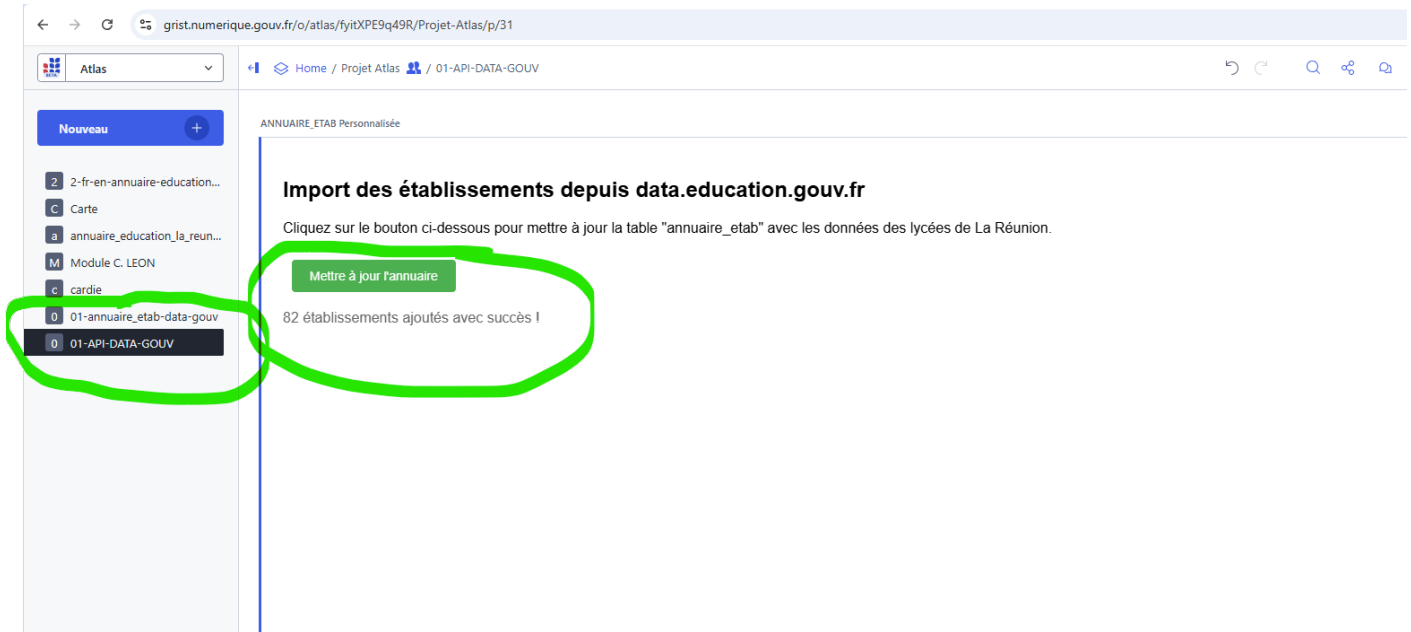 grist.numerique.gouv.fr/o/atlas/fyitXPE9q49R/Projet-Atlas/p/31
Atlas
Home / Projet Atlas / 01-API-DATA-GOUV
Nouveau
ANNUAIRE_ETAB Personnalisée
2 2-fr-en-annuaire-education...
C Carte
a annuaire_education_la_reun...
M Module C. LEON
c cardie
0 01-annuaire_etab-data-gouv
0 01-API-DATA-GOUV
Import des établissements depuis data.education.gouv.fr
Cliquez sur le bouton ci-dessous pour mettre à jour la table "annuaire_etab" avec les données des lycées de La Réunion.
Mettre à jour l'annuaire
82 établissements ajoutés avec succès !